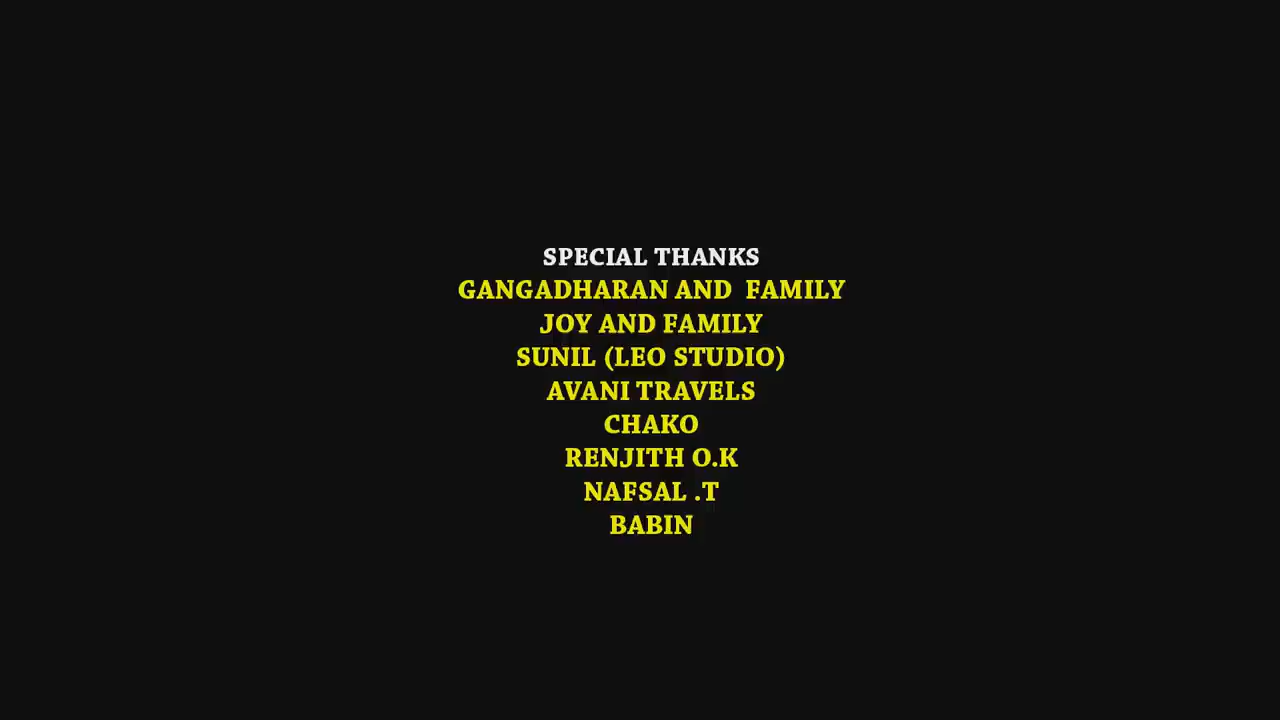 SPECIAL THANKS
GANGADHARAN AND  FAMILY
JOY AND FAMILY
SUNIL (LEO STUDIO)
AVANI TRAVELS
CHAKO
RENJITH O.K
NAFSAL .T
BABIN